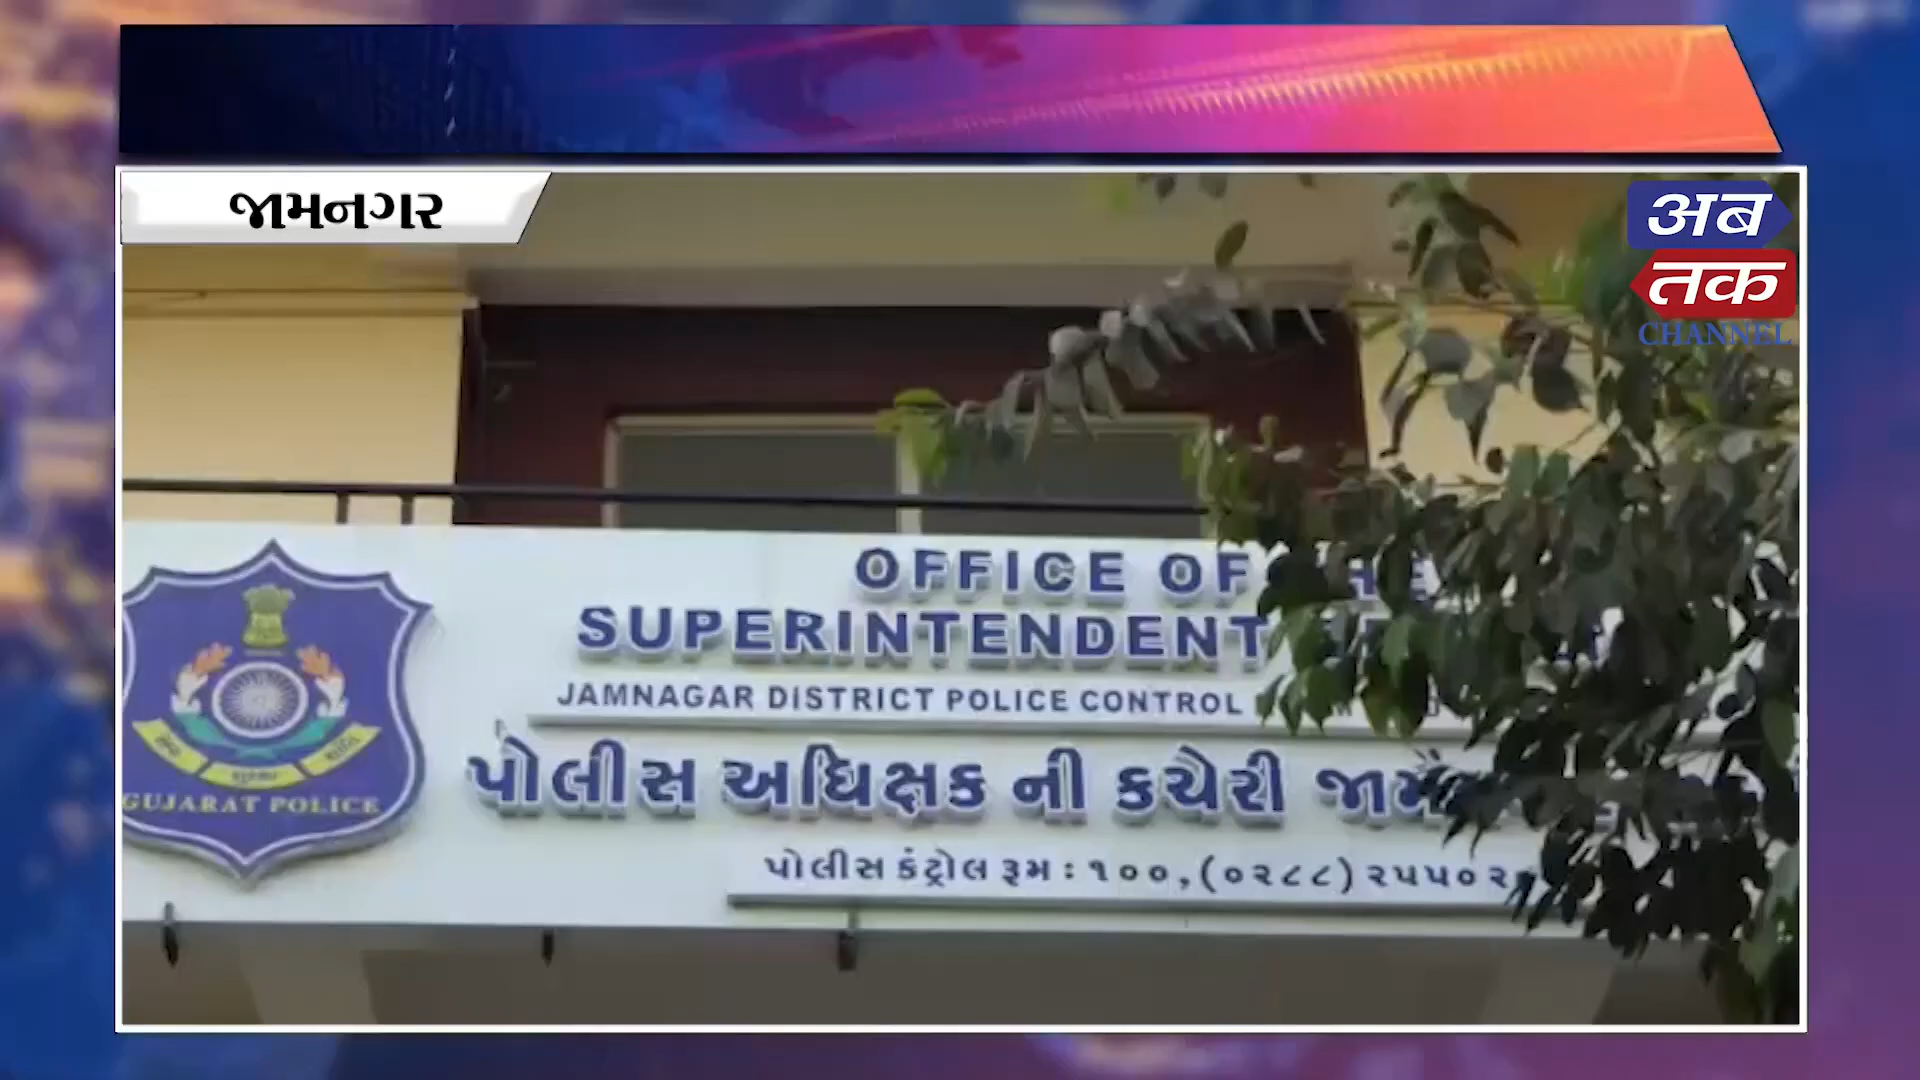 જામનગર
अब
तक
CHANNEL
OFFICE OF
SUPERINTENDENT
JAMNAGAR DISTRICT POLICE CONTROL
પોલીસ અધિક્ષક ની કચેરી
પોલીસ કંટ્રોલ રૂમ : ૧૦૦, (૦૨૮૮)
GUJARAT POLICE